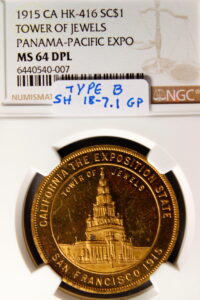 1915 CA HK-416 SC$1
TOWER OF JEWELS
PANAMA-PACIFIC EXPO
MS 64 DPL
6440540-007
NGC
NUMISMAT
TYPE B
SH 18-7.1 GP
CALIFORNIA THE EXPOSITION STATE
TOWER OF JEWELS
SAN FRANCISCO 1915